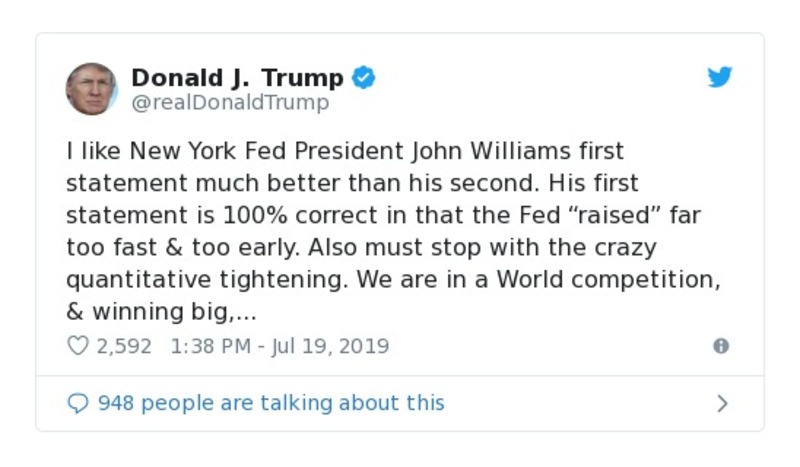 Donald J. Trump
@realDonaldTrump
I like New York Fed President John Williams first
statement much better than his second. His first
statement is 100% correct in that the Fed “raised” far
too fast & too early. Also must stop with the crazy
quantitative tightening. We are in a World competition,
& winning big,...
2,592 1:38 PM - Jul 19, 2019
948 people are talking about this